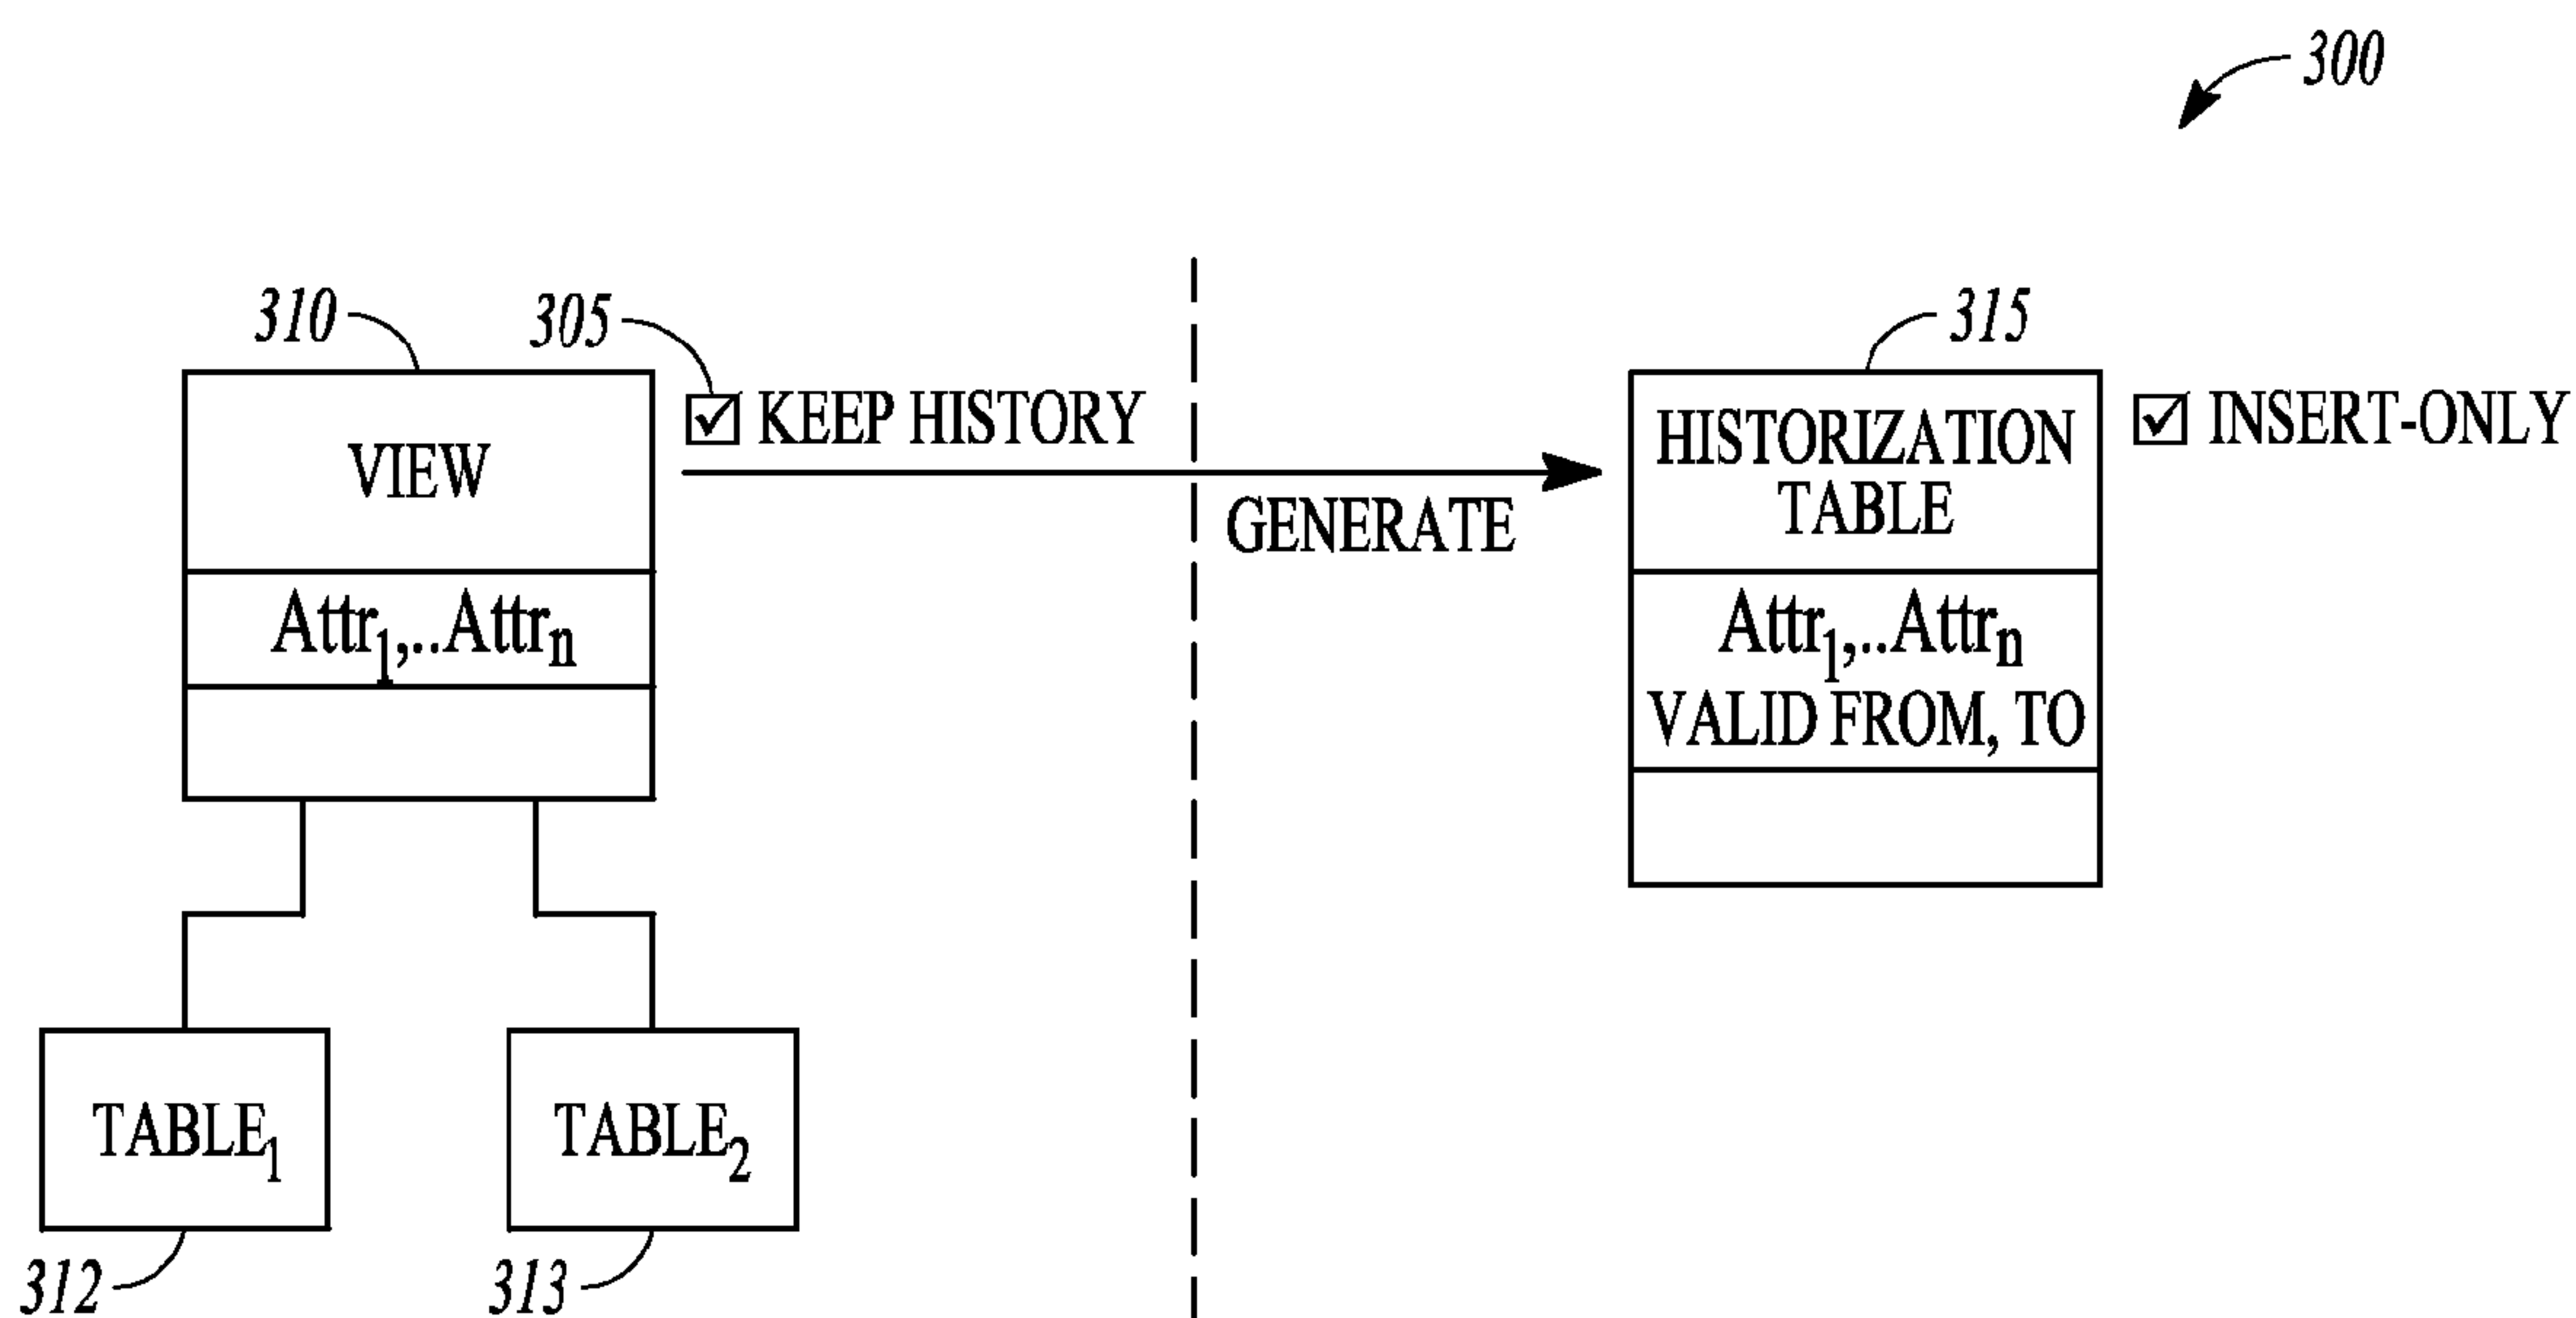 300
310
305
315
KEEP HISTORY
INSERT-ONLY
VIEW
HISTORIZATION
TABLE
GENERATE
Attr1,..Attrn
Attr1,..Attrn
VALID FROM, TO
TABLE1
TABLE2
312
313